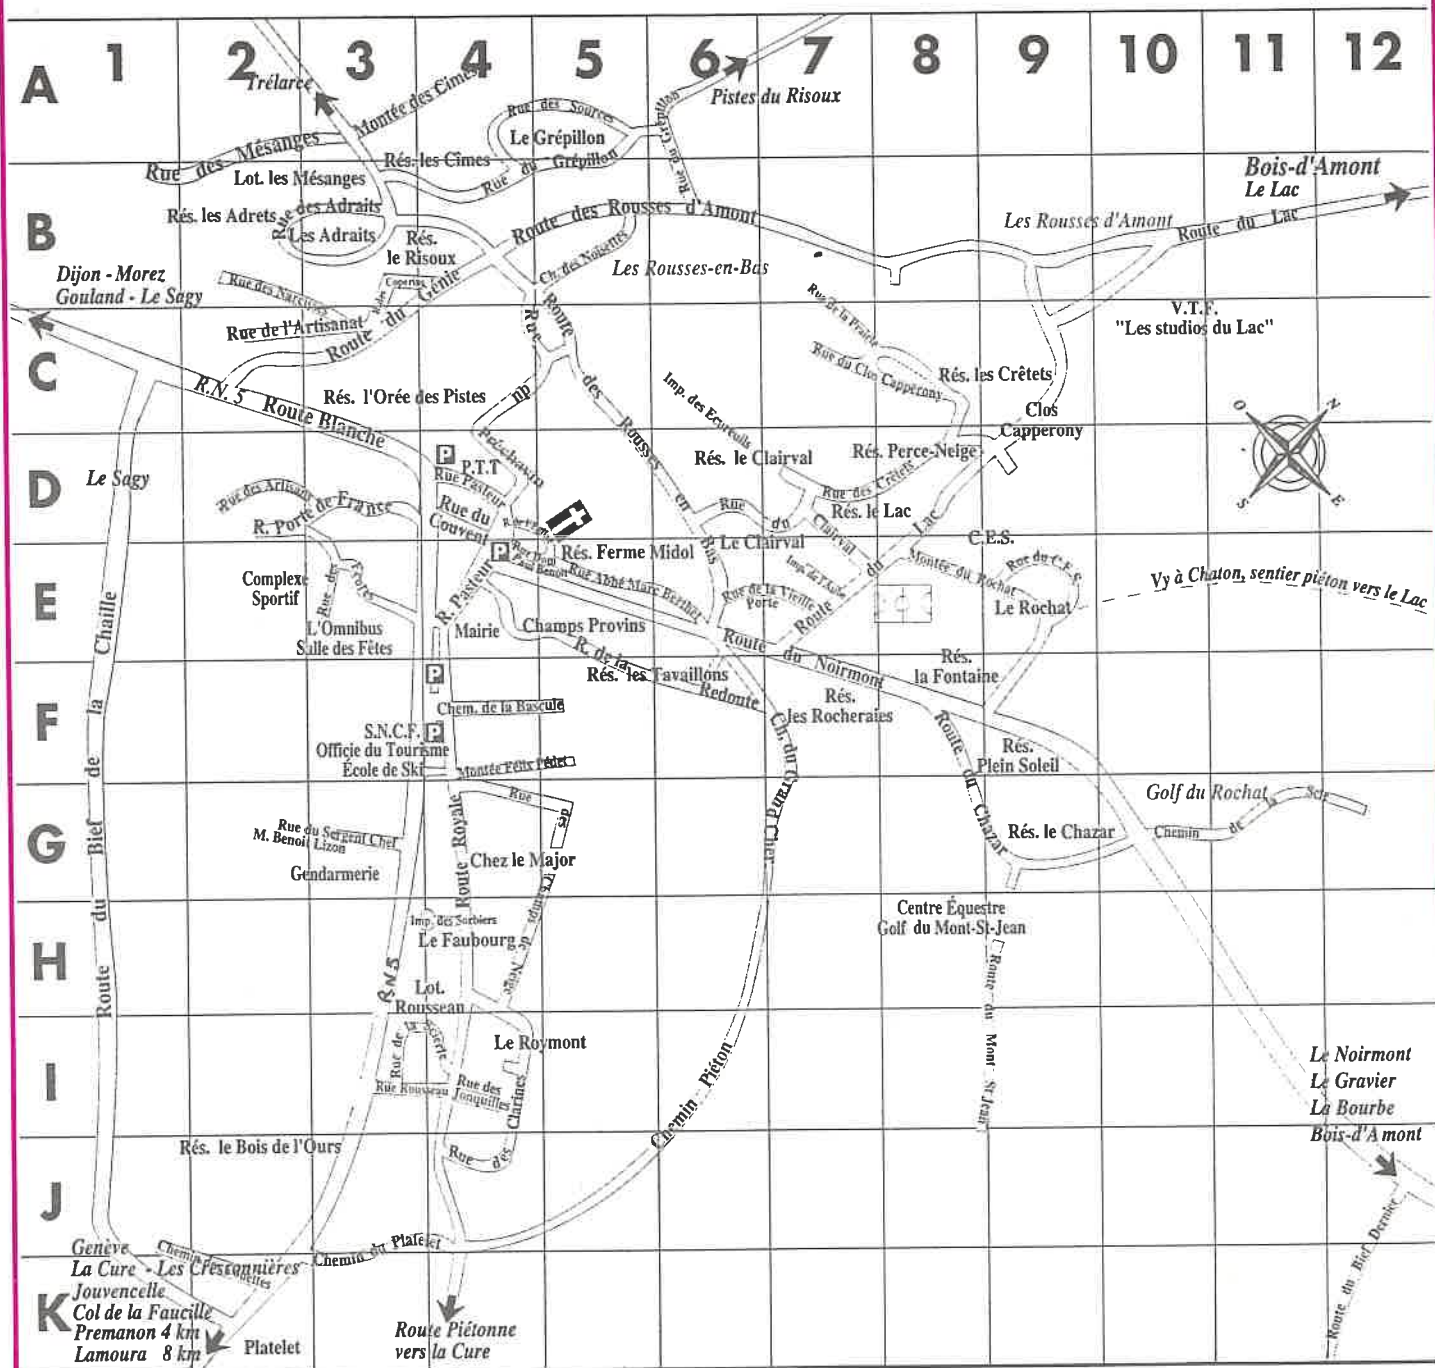 1 2 3 4 5 6 7 8 9 10 11 12
A
Trélarce
Montée des Cîmes
Rue des Sources
Pistes du Risoux
Le Grépillon
Rue du Grépillon
Rue des Mésanges
Rés. les Cîmes
Rue du Grépillon
Lot. les Mésanges
Bois-d'Amont
Le Lac
B
Rés. les Adrets
Rue des Adraits
Les Adraits
Rés.
le Risoux
Route des Rousses d'Amont
Les Rousses d'Amont
Route du Lac
Ch. des Noisettes
Les Rousses-en-Bas
Dijon - Morez
Gouland - Le Sagy
Route du Génie
Rue de l'Artisanat
Rue de la Prairie
V.T.F.
"Les studios du Lac"
C
Rue du Clos Capperony
Rés. les Crêtets
R.N. 5 Route Blanche
Rés. l'Orée des Pistes
Rue du
Route des Rousses en Bas
Imp. des Ecureuils
Clos
Capperony
O N
S E
D
Le Sagy
P
P.T.T
Rue Pasteur
Rés. le Clairval
Rés. Perce-Neige
Rue des Crêtets
Rés. le Lac
R. Porte de France
Rue du
Couvent
Rue du Clairval
Le Clairval
Route du Lac
C.E.S.
P
Rés. Ferme Midol
Rue Abbé Marc Berthet
Montée du Rochat
Rue du C.E.S.
E
Complexe
Sportif
Rue de la Vieille
Porte
Le Rochat
Vy à Chaton, sentier piéton vers le Lac
R. Pasteur
L'Omnibus
Salle des Fêtes
Mairie
Champs Provins
Route du Noirmont
Rés.
la Fontaine
P
R. de la Redoute
Rés. les Tavaillons
Rés.
les Rocheraies
F
Chem. de la Bascule
P
S.N.C.F.
Office du Tourisme
École de Ski
Montée Félix Pédet
Ch. du Grand Cher
Route du Chazar
Rés.
Plein Soleil
G
Rue des Champs de Neige
Golf du Rochat
Chemin de Scie
Rés. le Chazar
Rue du Sergent Chef
M. Benoit Lizon
Gendarmerie
Route Royale
Chez le Major
Route du Bief de la Chaille
H
Imp. des Sorbiers
Le Faubourg
Centre Équestre
Golf du Mont-St-Jean
R.N 5
Lot.
Rousseau
Route du Mont St Jean
I
Rue de la Scierie
Le Roymont
Rue Rousseau
Rue des
Jonquilles
Rue des Clarines
Chemin Piéton
Le Noirmont
Le Gravier
La Bourbe
Bois-d'Amont
Rés. le Bois de l'Ours
J
Chemin du Platelet
Route du Bief Dernier
Genève
La Cure - Les Cressonnières
Jouvencelle
Col de la Faucille
Premanon 4 km
Lamoura 8 km
K
Platelet
Route Piétonne
vers la Cure